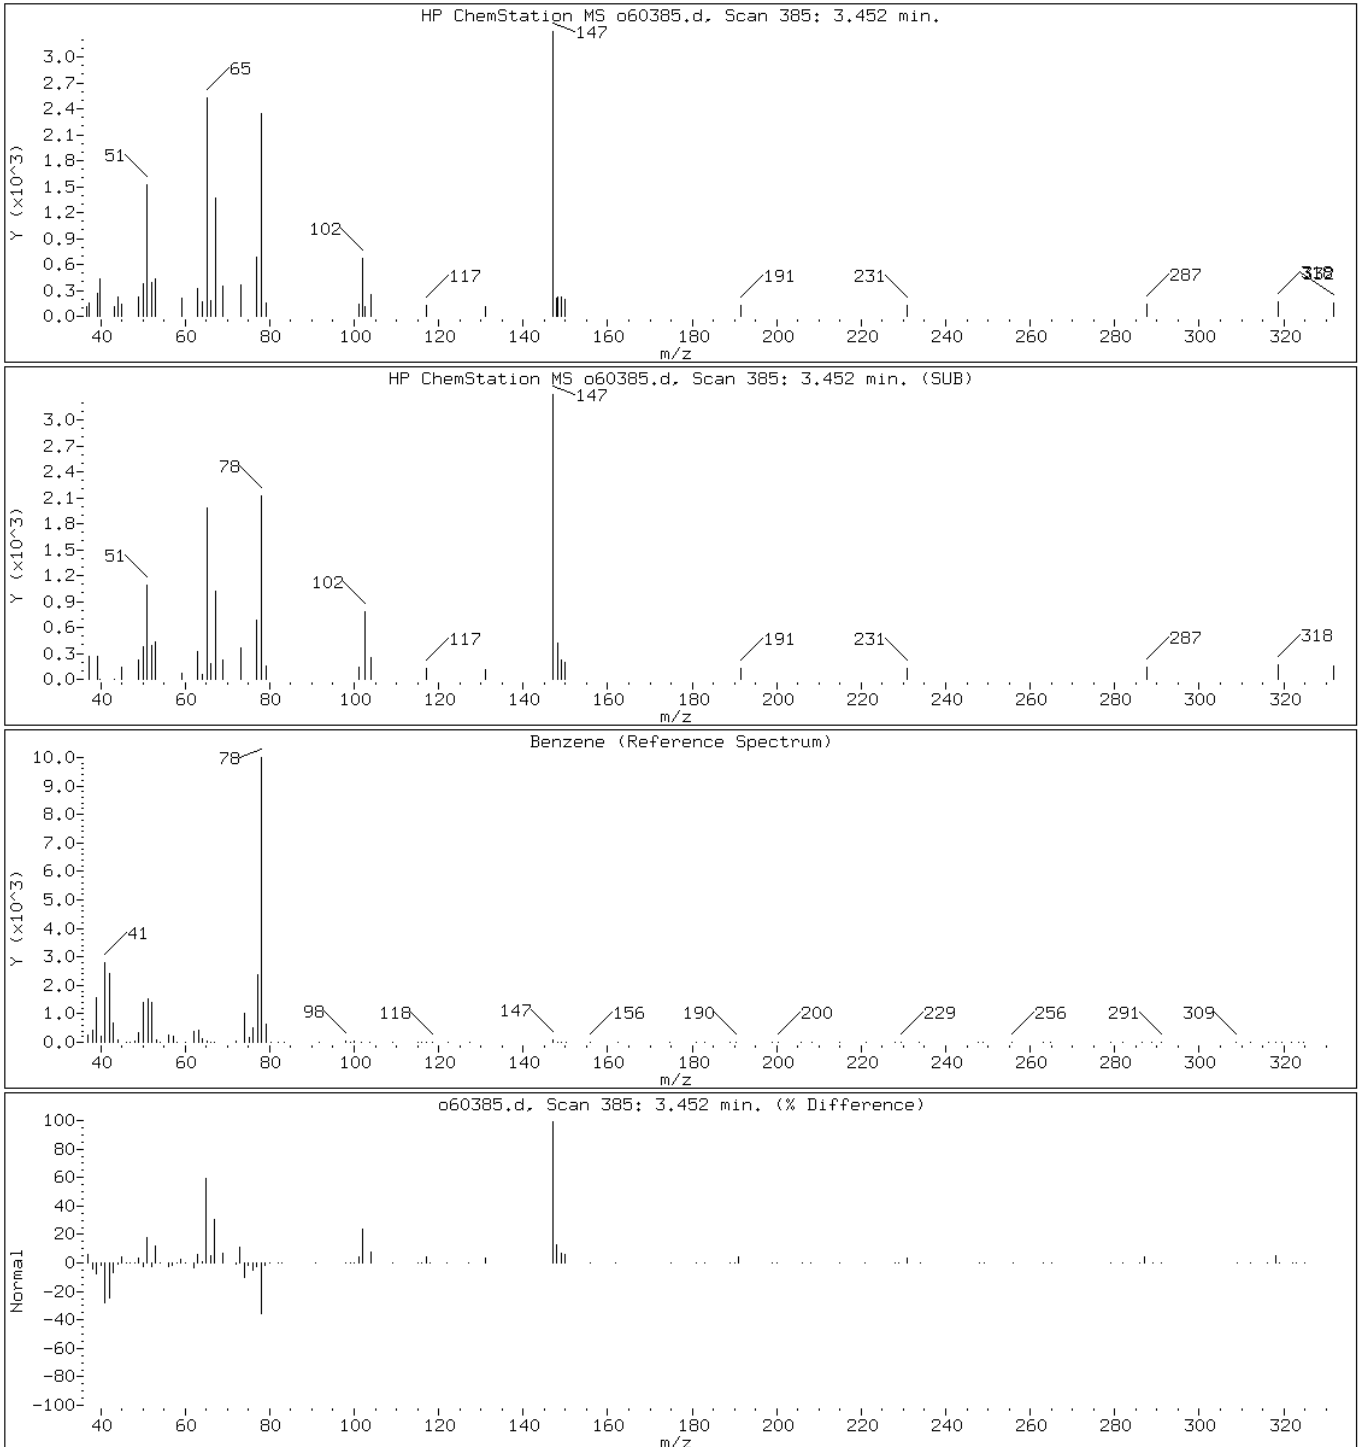 HP ChemStation MS o60385.d, Scan 385: 3.452 min.
147
3.0
65
2.7
2.4
2.1
51
1.8
1.5
1.2
102
0.9
0.6
117 191 231 287
0.3
0.0
Y (x10^3)
40 60 80 100 120 140 160 180 200 220 240 260 280 300 320
m/z
HP ChemStation MS o60385.d, Scan 385: 3.452 min. (SUB)
147
3.0
2.7
78
2.4
2.1
1.8
51
1.5
1.2
102
0.9
0.6
117 191 231 287 318
0.3
0.0
Y (x10^3)
40 60 80 100 120 140 160 180 200 220 240 260 280 300 320
m/z
Benzene (Reference Spectrum)
10.0
78
9.0
8.0
7.0
6.0
5.0
4.0
41
3.0
2.0
1.0
98 118 147 156 190 200 229 256 291 309
0.0
Y (x10^3)
40 60 80 100 120 140 160 180 200 220 240 260 280 300 320
m/z
o60385.d, Scan 385: 3.452 min. (% Difference)
100
80
60
40
20
0
-20
-40
-60
-80
-100
Normal
40 60 80 100 120 140 160 180 200 220 240 260 280 300 320
m/z